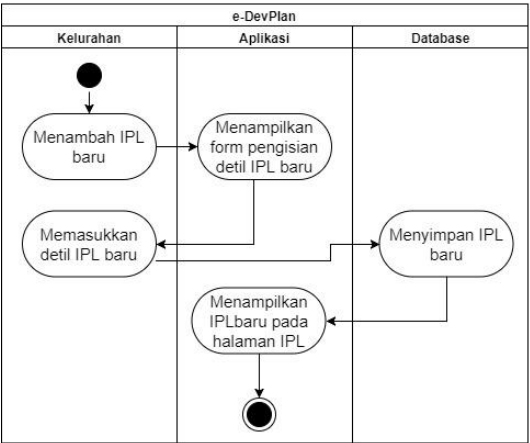 e-DevPlan
Kelurahan
Aplikasi
Database
Menambah IPL
baru
Menampilkan
form pengisian
detil IPL baru
Memasukkan
detil IPL baru
Menyimpan IPL
baru
Menampilkan
IPLbaru pada
halaman IPL